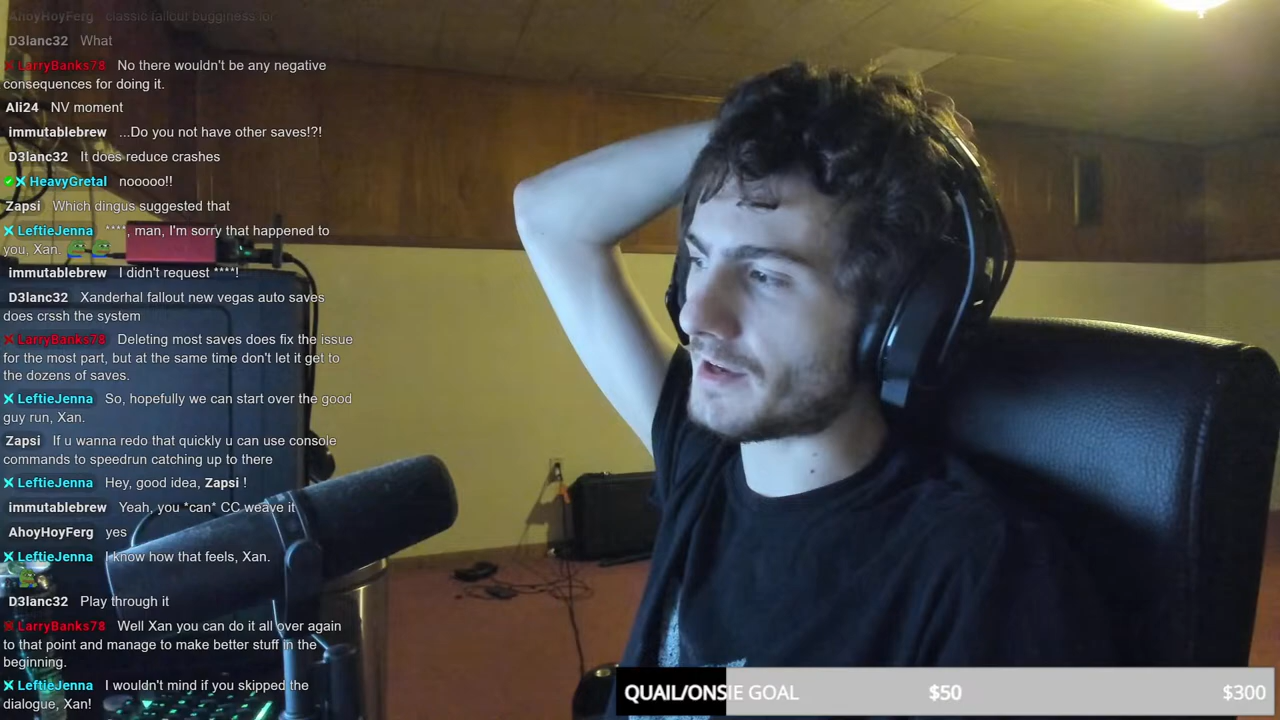 AhoyHoyFerg classic fallout bugginess for
D3lanc32 What
LarryBanks78 No there wouldn't be any negative
consequences for doing it.
Ali24 NV moment
immutablebrew ...Do you not have other saves!?!
D3lanc32 It does reduce crashes
HeavyGretal nooooo!!
Zapsi Which dingus suggested that
LeftieJenna ****, man, I'm sorry that happened to
you, Xan.
immutablebrew I didn't request ****!
D3lanc32 Xanderhal fallout new vegas auto saves
does crssh the system
LarryBanks78 Deleting most saves does fix the issue
for the most part, but at the same time don't let it get to
the dozens of saves.
LeftieJenna So, hopefully we can start over the good
guy run, Xan.
Zapsi If u wanna redo that quickly u can use console
commands to speedrun catching up to there
LeftieJenna Hey, good idea, Zapsi !
immutablebrew Yeah, you *can* CC weave it
AhoyHoyFerg yes
LeftieJenna I know how that feels, Xan.
D3lanc32 Play through it
LarryBanks78 Well Xan you can do it all over again
to that point and manage to make better stuff in the
beginning.
LeftieJenna I wouldn't mind if you skipped the
dialogue, Xan!
QUAIL/ONSIE GOAL $50 $300